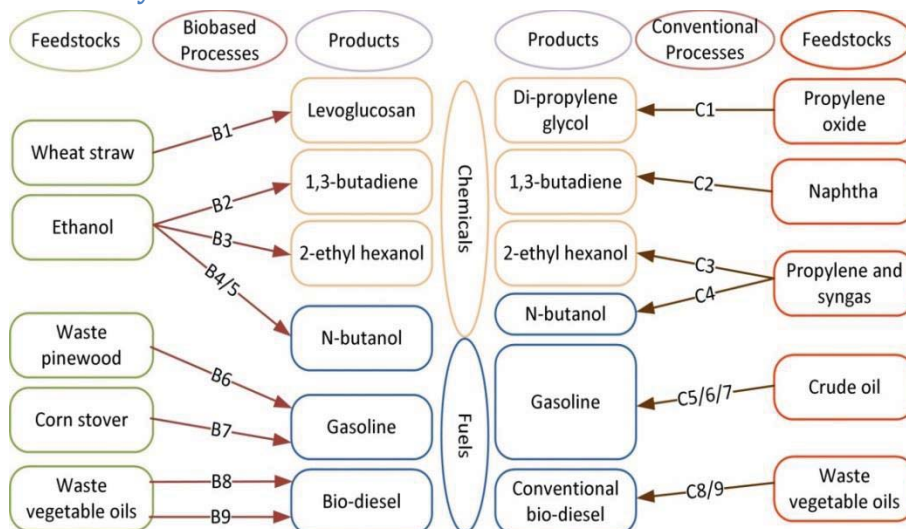 Feedstocks
Biobased
Processes
Products
Products
Conventional
Processes
Feedstocks
Wheat straw
B1
Levoglucosan
Chemicals
Di-propylene
glycol
C1
Propylene
oxide
Ethanol
B2
1,3-butadiene
1,3-butadiene
C2
Naphtha
B3
2-ethyl hexanol
2-ethyl hexanol
C3
Propylene and
syngas
B4/5
N-butanol
N-butanol
C4
Waste
pinewood
B6
Gasoline
Fuels
Gasoline
C5/6/7
Crude oil
Corn stover
B7
Waste
vegetable oils
B8
B9
Bio-diesel
Conventional
bio-diesel
C8/9
Waste
vegetable oils